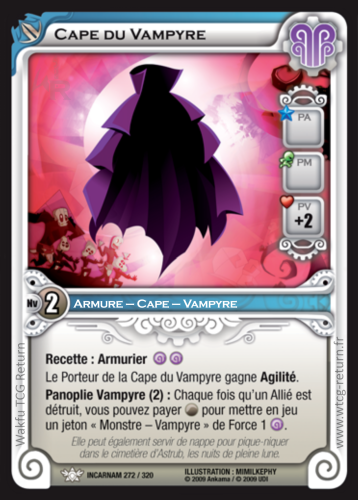 Cape du Vampyre
PA
PM
PV
+2
Nv 2 Armure – Cape – Vampyre
Recette : Armurier
Le Porteur de la Cape du Vampyre gagne Agilité.
Panoplie Vampyre (2) : Chaque fois qu'un Allié est
détruit, vous pouvez payer pour mettre en jeu
un jeton « Monstre – Vampyre » de Force 1 .
Elle peut également servir de nappe pour pique-niquer
dans le cimetière d'Astrub, les nuits de pleine lune.
INCARNAM 272 / 320
ILLUSTRATION : MIMILKEPHY
© 2009 Ankama / © 2009 UDI
Wakfu TCG Return
www.wtcg-return.fr